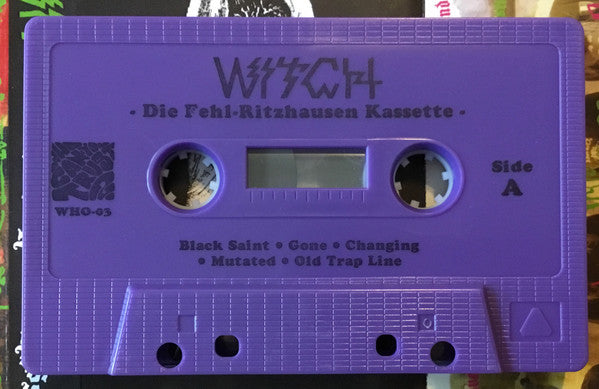 WITCH
- Die Fehl-Ritzhausen Kassette -
Side
A
WHO-03
Black Saint • Gone • Changing
• Mutated • Old Trap Line